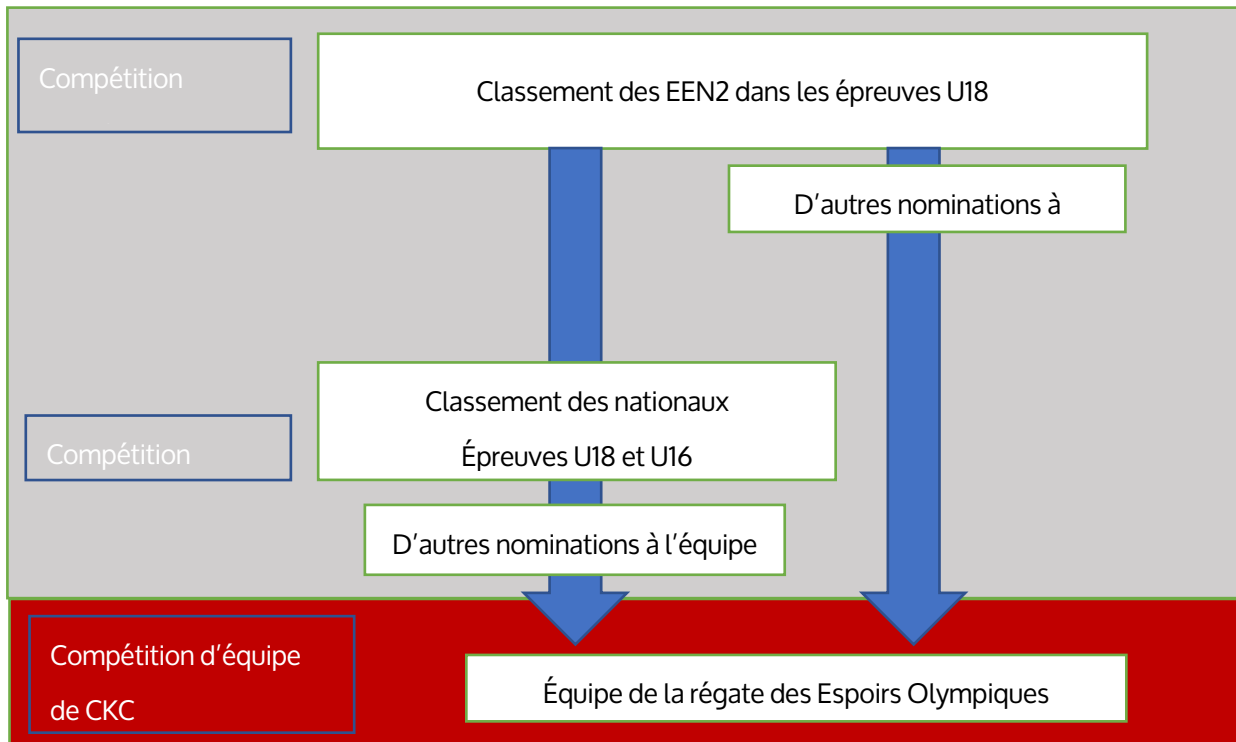 Compétition
Classement des EEN2 dans les épreuves U18
D'autres nominations à
Classement des nationaux
Épreuves U18 et U16
Compétition
D'autres nominations à l'équipe
Compétition d'équipe
de CKC
Équipe de la régate des Espoirs Olympiques